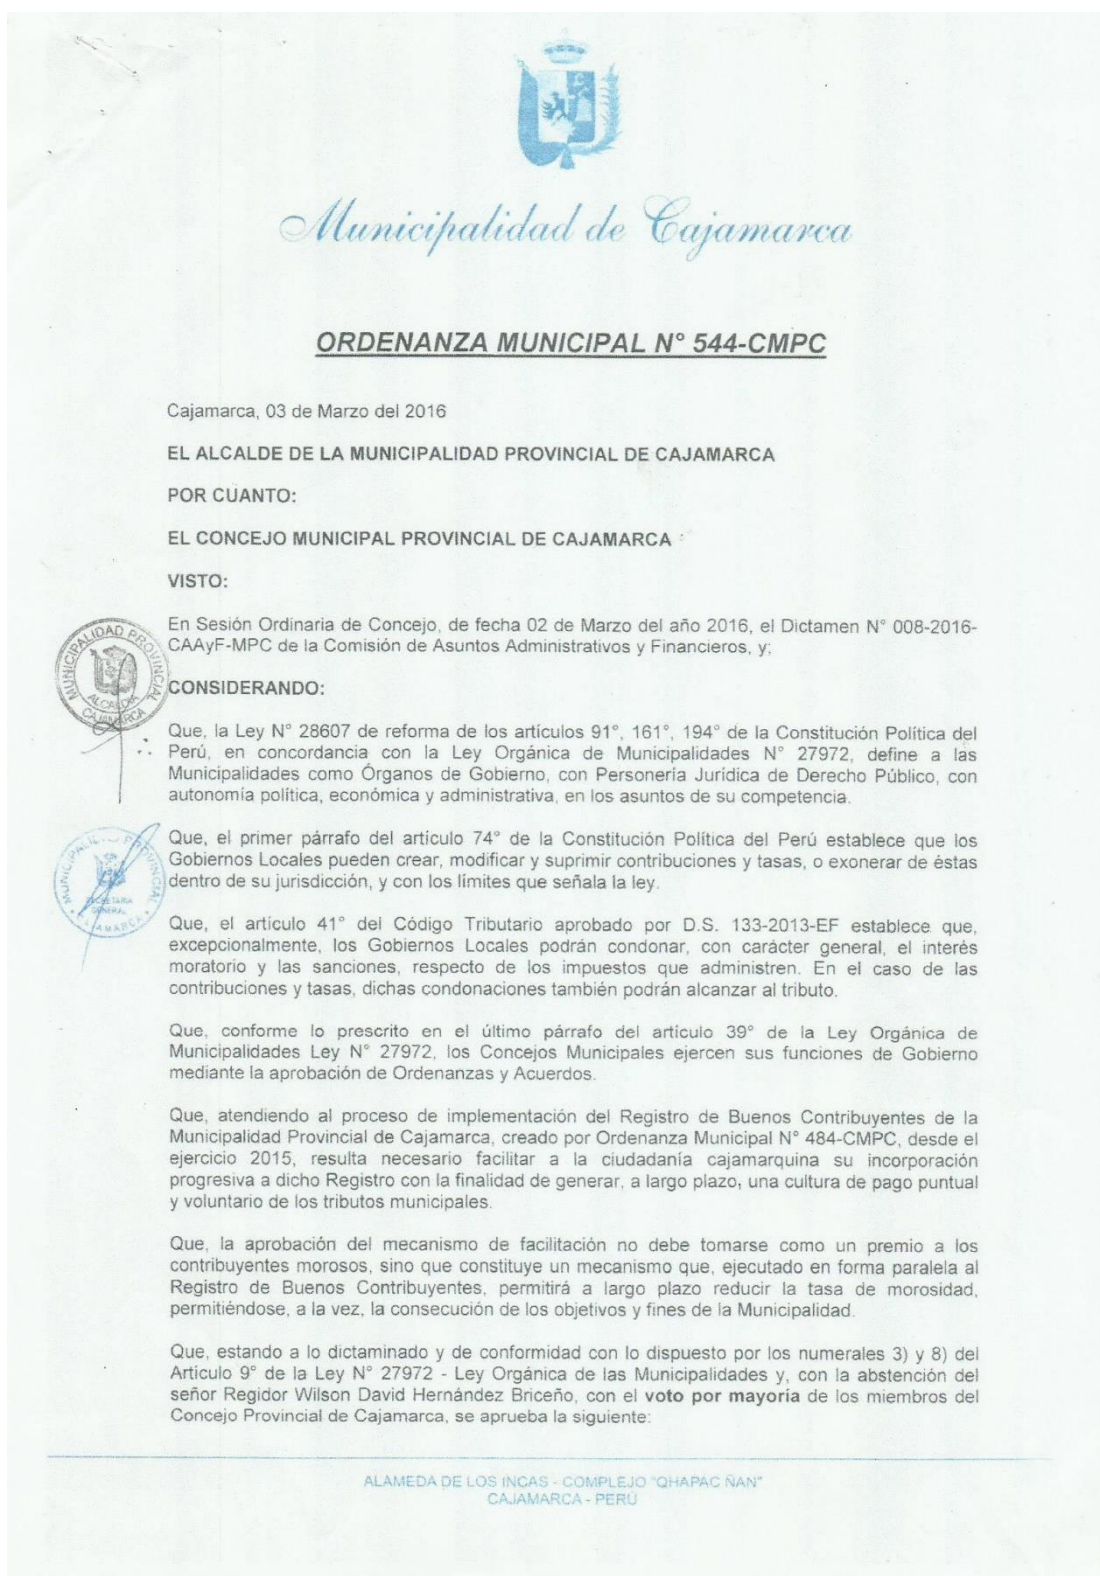 Municipalidad de Cajamarca
ORDENANZA MUNICIPAL N° 544-CMPC
Cajamarca, 03 de Marzo del 2016
EL ALCALDE DE LA MUNICIPALIDAD PROVINCIAL DE CAJAMARCA
POR CUANTO:
EL CONCEJO MUNICIPAL PROVINCIAL DE CAJAMARCA
VISTO:
En Sesión Ordinaria de Concejo, de fecha 02 de Marzo del año 2016, el Dictamen N° 008-2016-
CAAyF-MPC de la Comisión de Asuntos Administrativos y Financieros, y;
MUNICIPALIDAD PROVINCIAL
ALCALDIA
CAJAMARCA
CONSIDERANDO:
Que, la Ley N° 28607 de reforma de los artículos 91°, 161°, 194° de la Constitución Política del
Perú, en concordancia con la Ley Orgánica de Municipalidades N° 27972, define a las
Municipalidades como Órganos de Gobierno, con Personería Jurídica de Derecho Público, con
autonomía política, económica y administrativa, en los asuntos de su competencia.
Que, el primer párrafo del artículo 74° de la Constitución Política del Perú establece que los
Gobiernos Locales pueden crear, modificar y suprimir contribuciones y tasas, o exonerar de éstas
dentro de su jurisdicción, y con los límites que señala la ley.
MUNICIPALIDAD PROVINCIAL
SECRETARIA
GENERAL
CAJAMARCA
Que, el artículo 41° del Código Tributario aprobado por D.S. 133-2013-EF establece que,
excepcionalmente, los Gobiernos Locales podrán condonar, con carácter general, el interés
moratorio y las sanciones, respecto de los impuestos que administren. En el caso de las
contribuciones y tasas, dichas condonaciones también podrán alcanzar al tributo.
Que, conforme lo prescrito en el último párrafo del artículo 39° de la Ley Orgánica de
Municipalidades Ley N° 27972, los Concejos Municipales ejercen sus funciones de Gobierno
mediante la aprobación de Ordenanzas y Acuerdos.
Que, atendiendo al proceso de implementación del Registro de Buenos Contribuyentes de la
Municipalidad Provincial de Cajamarca, creado por Ordenanza Municipal N° 484-CMPC, desde el
ejercicio 2015, resulta necesario facilitar a la ciudadanía cajamarquina su incorporación
progresiva a dicho Registro con la finalidad de generar, a largo plazo, una cultura de pago puntual
y voluntario de los tributos municipales.
Que, la aprobación del mecanismo de facilitación no debe tomarse como un premio a los
contribuyentes morosos, sino que constituye un mecanismo que, ejecutado en forma paralela al
Registro de Buenos Contribuyentes, permitirá a largo plazo reducir la tasa de morosidad,
permitiéndose, a la vez, la consecución de los objetivos y fines de la Municipalidad.
Que, estando a lo dictaminado y de conformidad con lo dispuesto por los numerales 3) y 8) del
Artículo 9° de la Ley N° 27972 - Ley Orgánica de las Municipalidades y, con la abstención del
señor Regidor Wilson David Hernández Briceño, con el voto por mayoría de los miembros del
Concejo Provincial de Cajamarca, se aprueba la siguiente:
ALAMEDA DE LOS INCAS - COMPLEJO "QHAPAC ÑAN"
CAJAMARCA - PERÚ